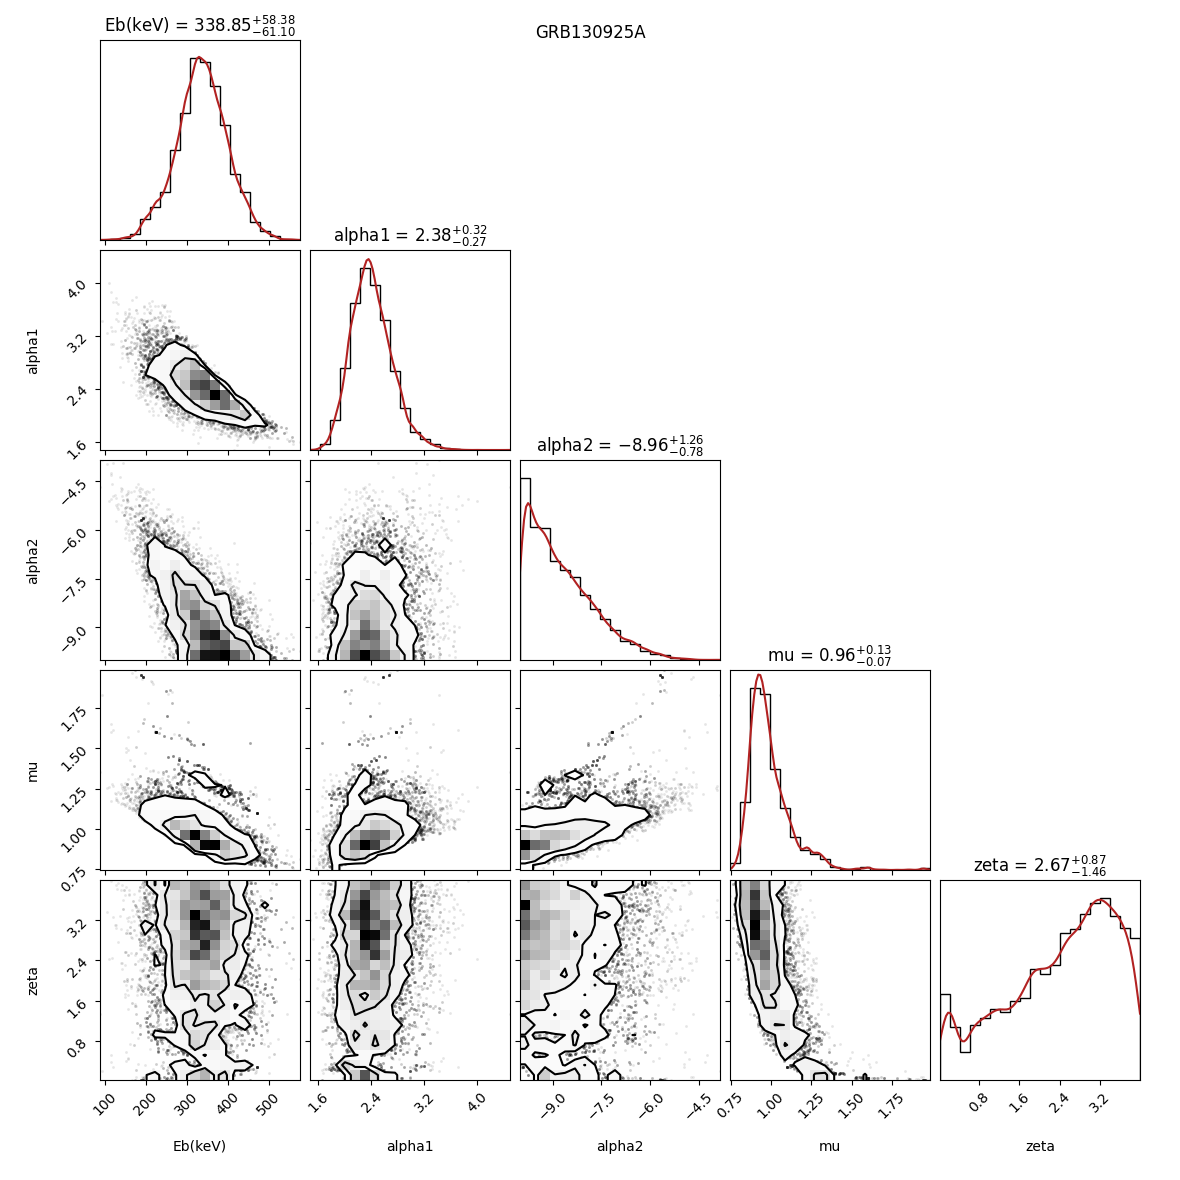 GRB130925A
Eb(keV) = 338.85+58.38−61.10
alpha1 = 2.38+0.32−0.27
alpha1
4.0
3.2
2.4
1.6
alpha2 = −8.96+1.26−0.78
alpha2
−4.5
−6.0
−7.5
−9.0
mu = 0.96+0.13−0.07
mu
1.75
1.50
1.25
1.00
0.75
zeta = 2.67+0.87−1.46
zeta
3.2
2.4
1.6
0.8
100 200 300 400 500 1.6 2.4 3.2 4.0 −9.0 −7.5 −6.0 −4.5 0.75 1.00 1.25 1.50 1.75 0.8 1.6 2.4 3.2
Eb(keV) alpha1 alpha2 mu zeta